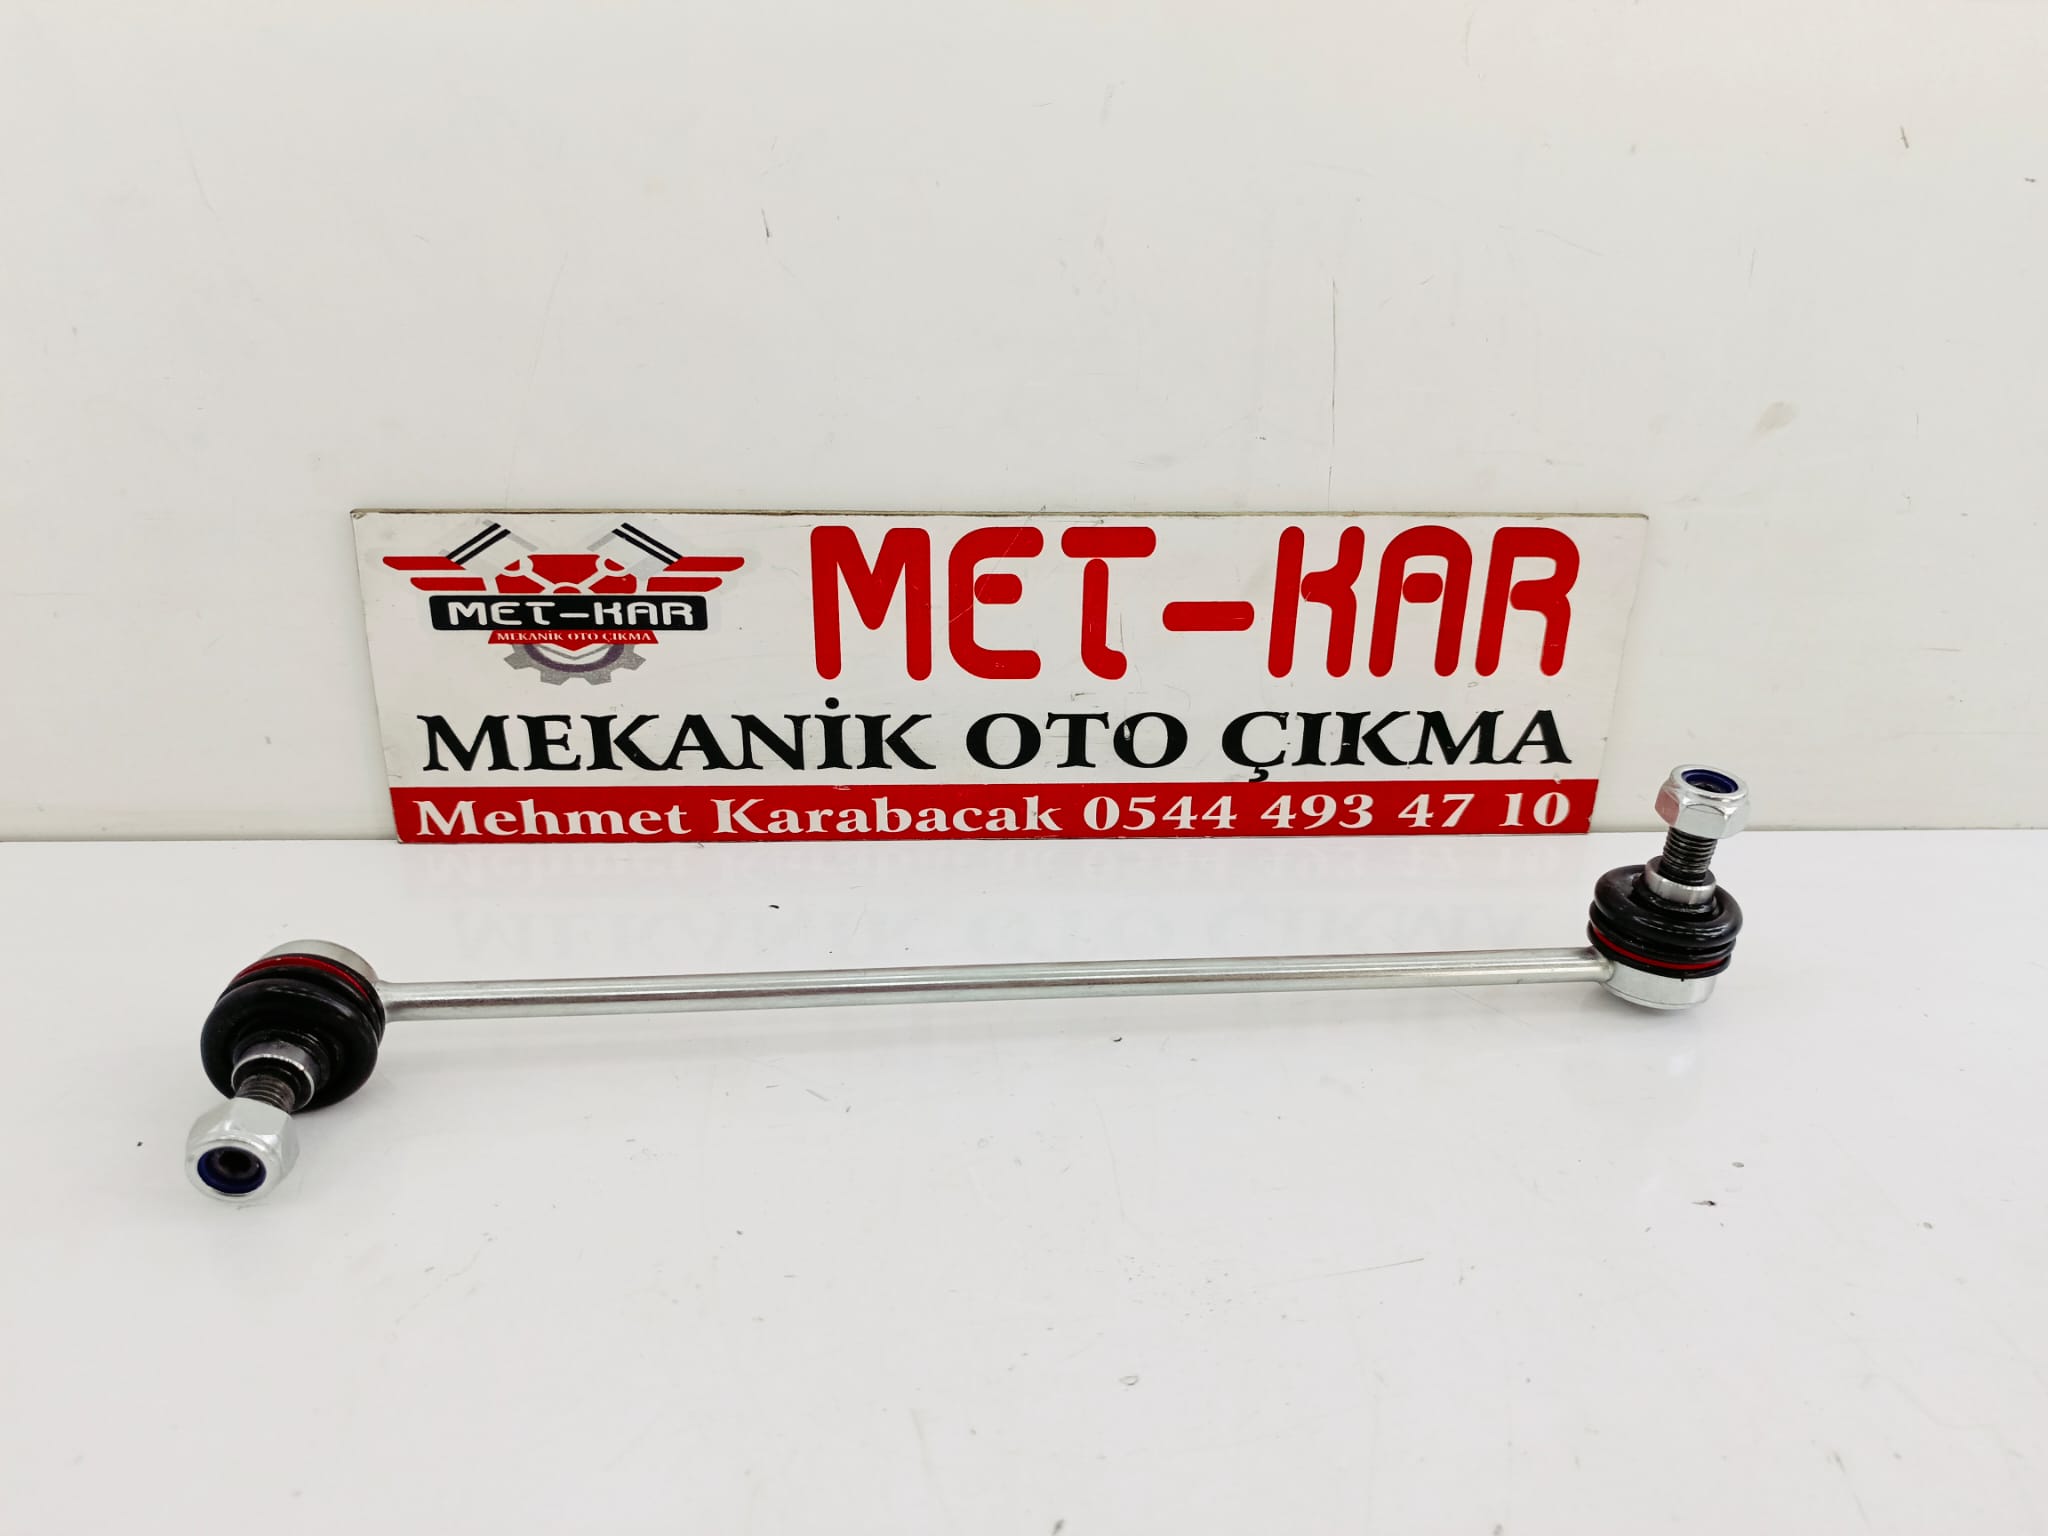 MET-KAR
MEKANİK OTO ÇIKMA
MET-KAR
MEKANİK OTO ÇIKMA
Mehmet Karabacak 0544 493 47 10